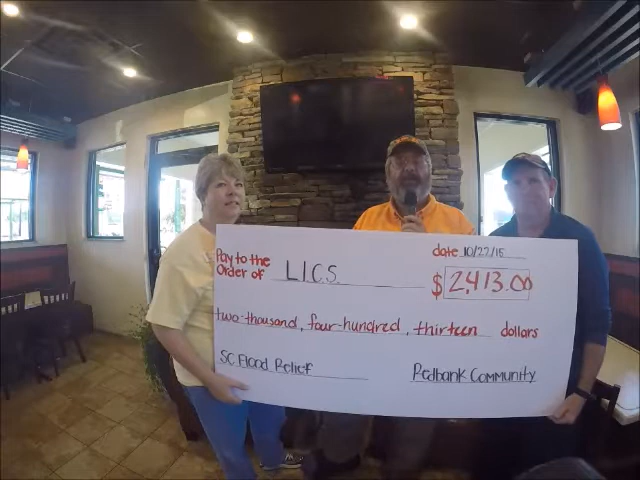 Pay to the Order of L.I.C.S. date 10/27/15
$ 2,413.00
two-thousand, four-hundred, thirteen dollars
SC Flood Relief Redbank Community